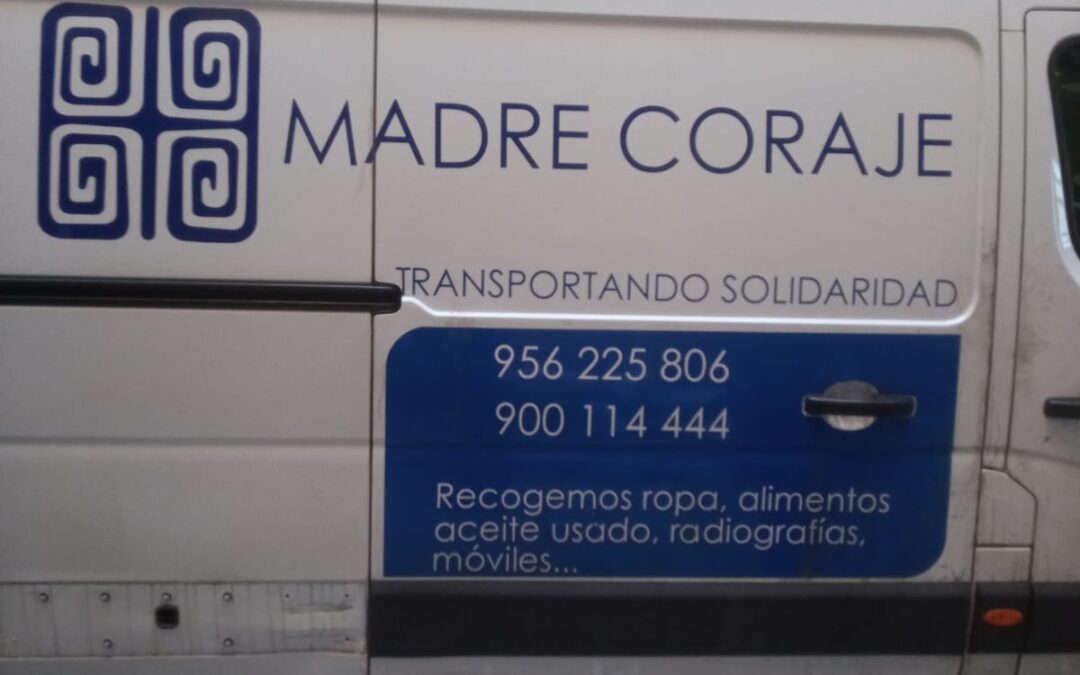 MADRE CORAJE
TRANSPORTANDO SOLIDARIDAD
956 225 806
900 114 444
Recogemos ropa, alimentos
aceite usado, radiografías,
móviles...